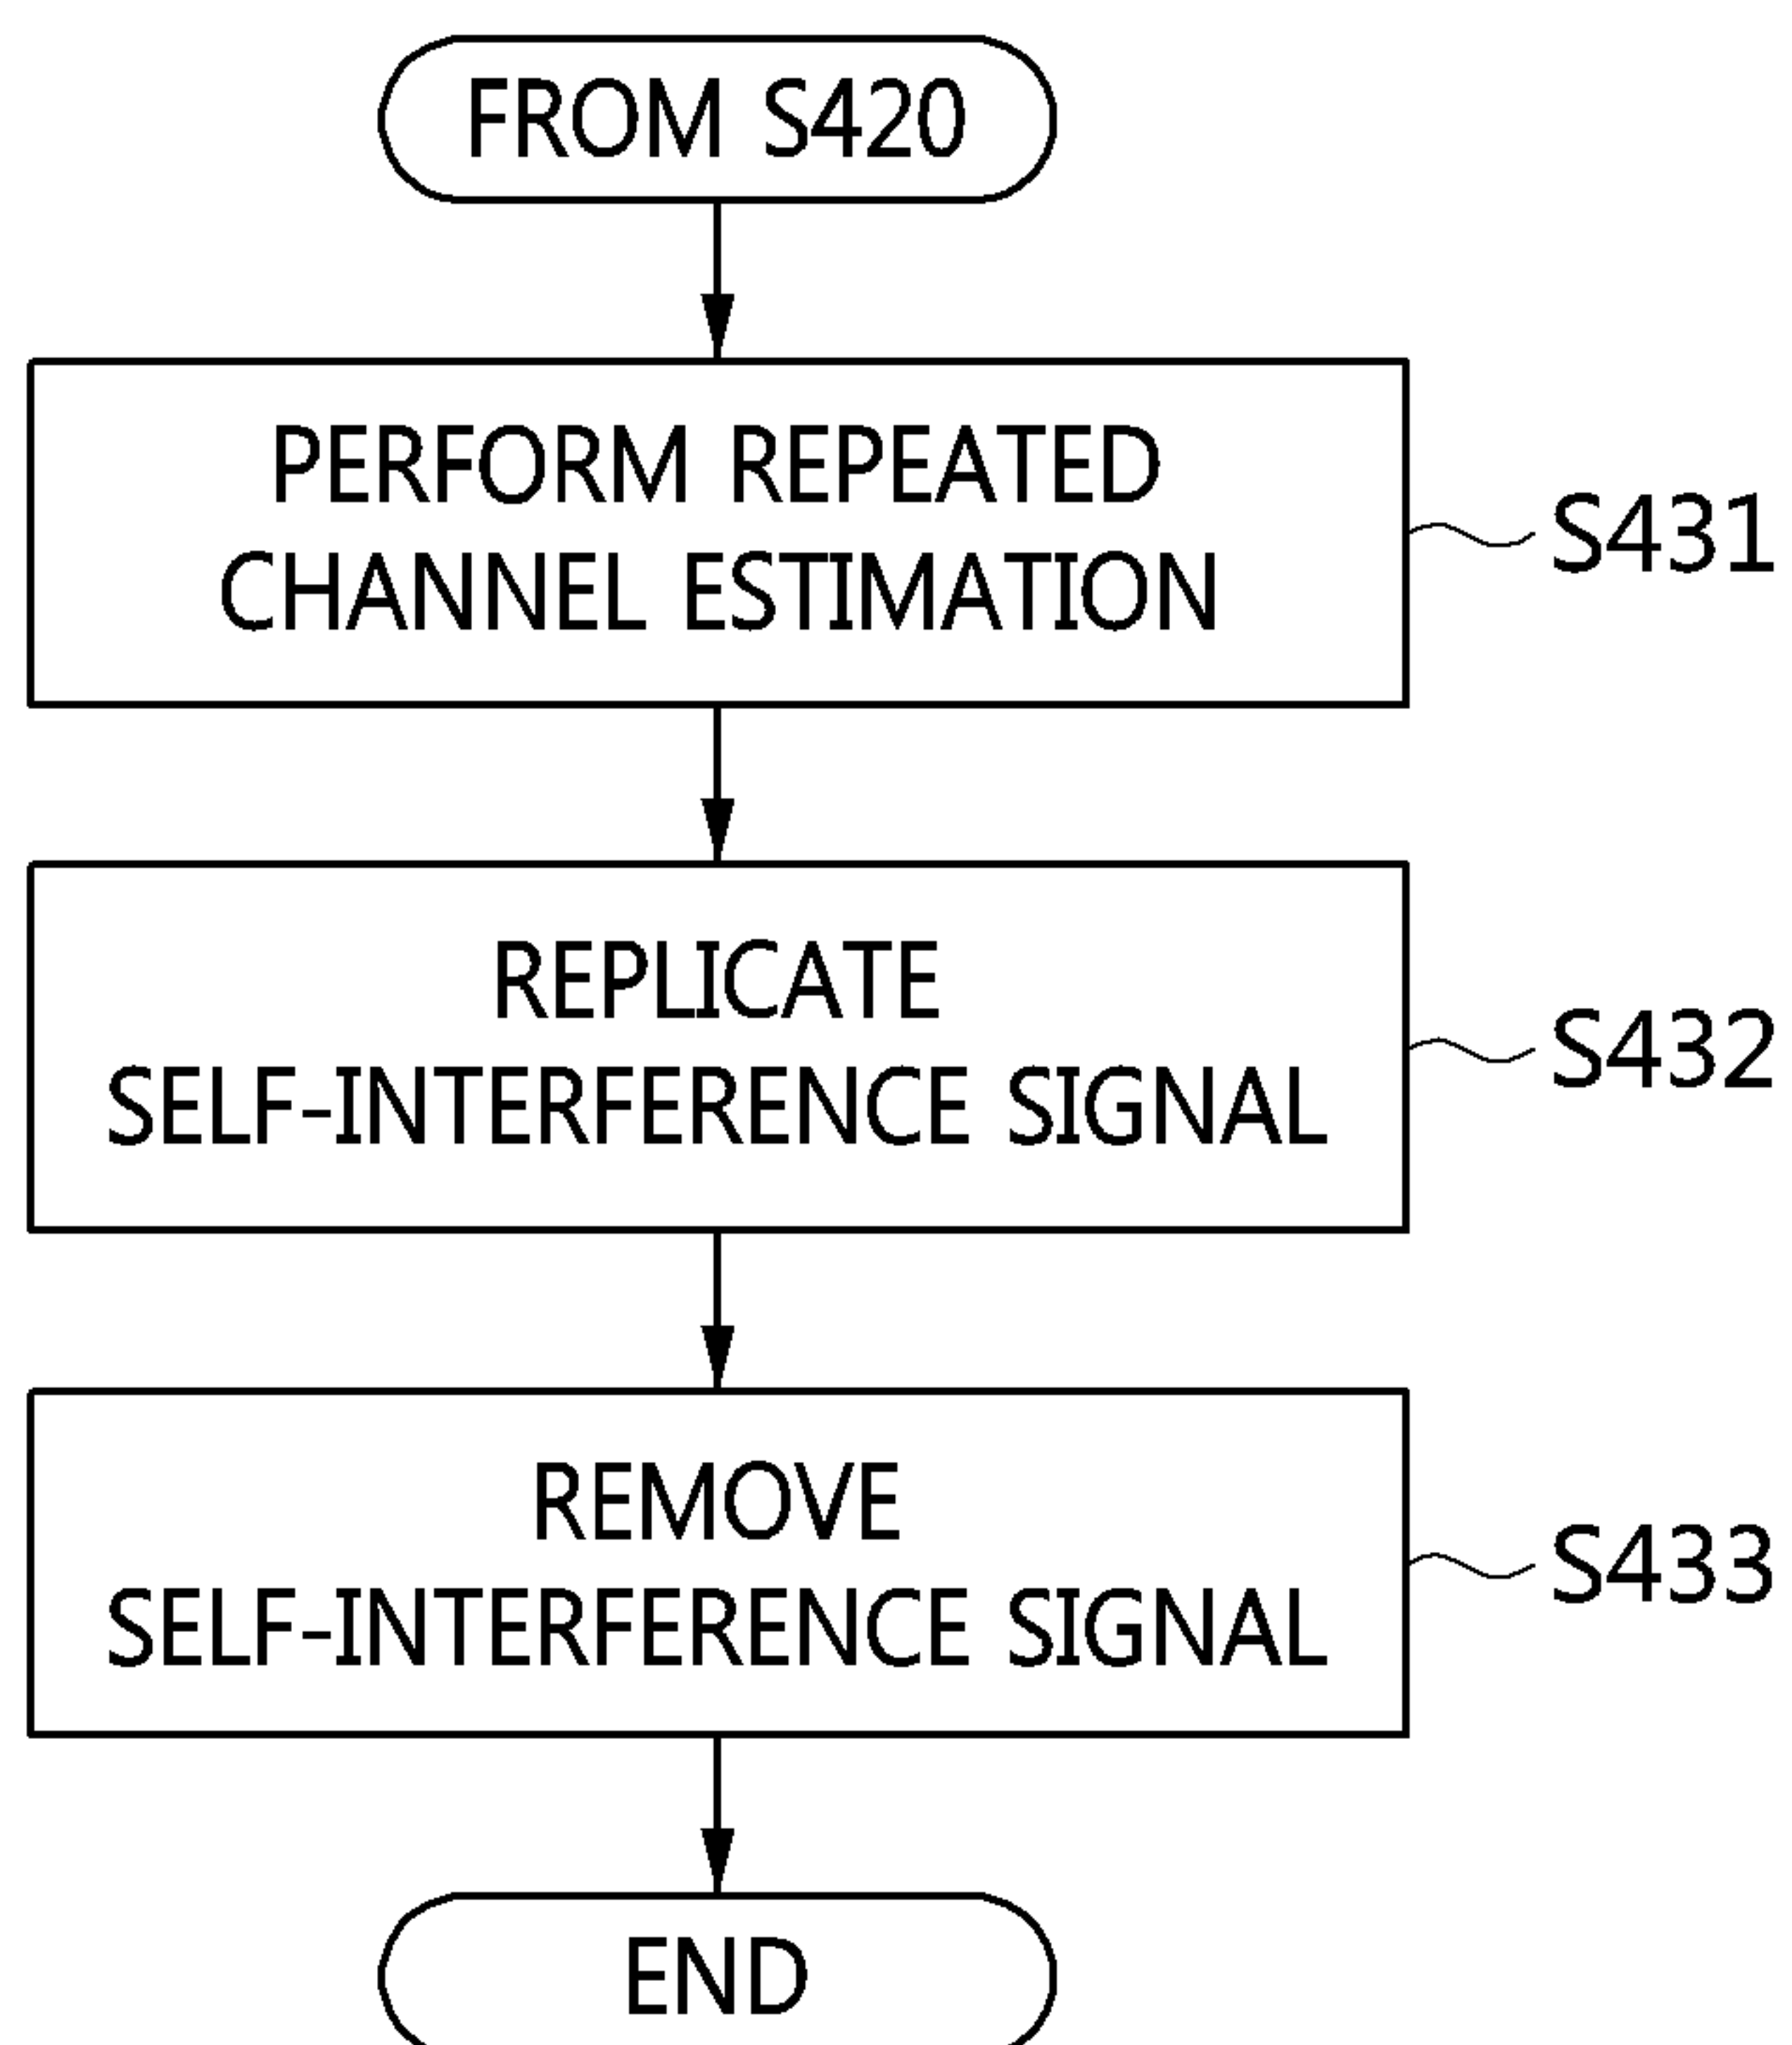 FROM S420
PERFORM REPEATED
CHANNEL ESTIMATION
S431
REPLICATE
SELF-INTERFERENCE SIGNAL
S432
REMOVE
SELF-INTERFERENCE SIGNAL
S433
END